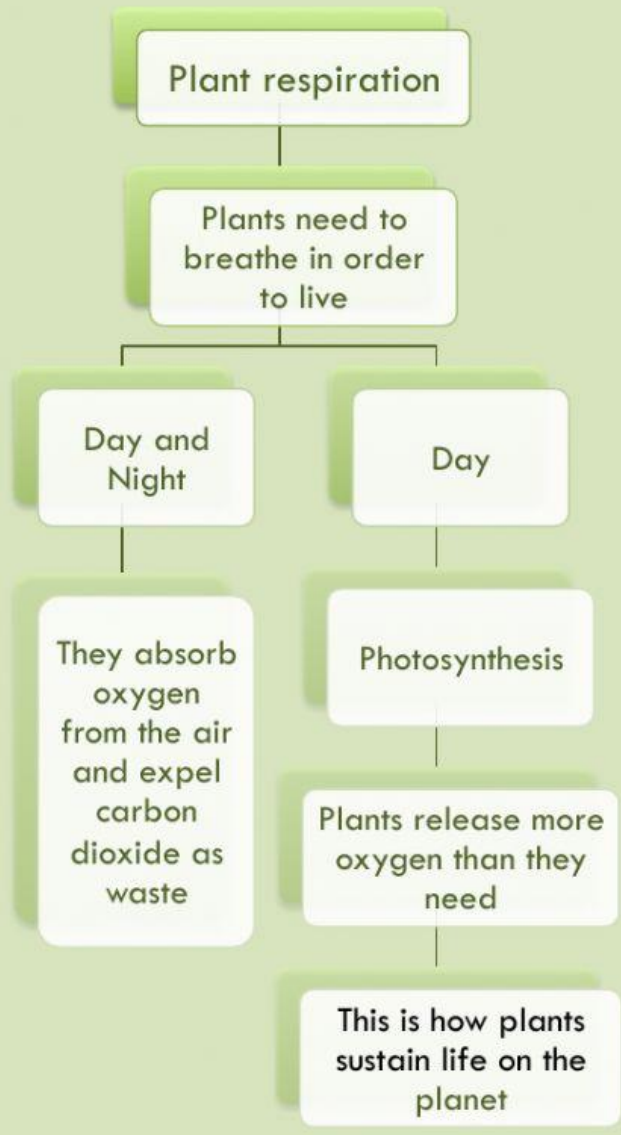 Plant respiration
Plants need to
breathe in order
to live
Day and
Night
They absorb
oxygen
from the air
and expel
carbon
dioxide as
waste
Day
Photosynthesis
Plants release more
oxygen than they
need
This is how plants
sustain life on the
planet